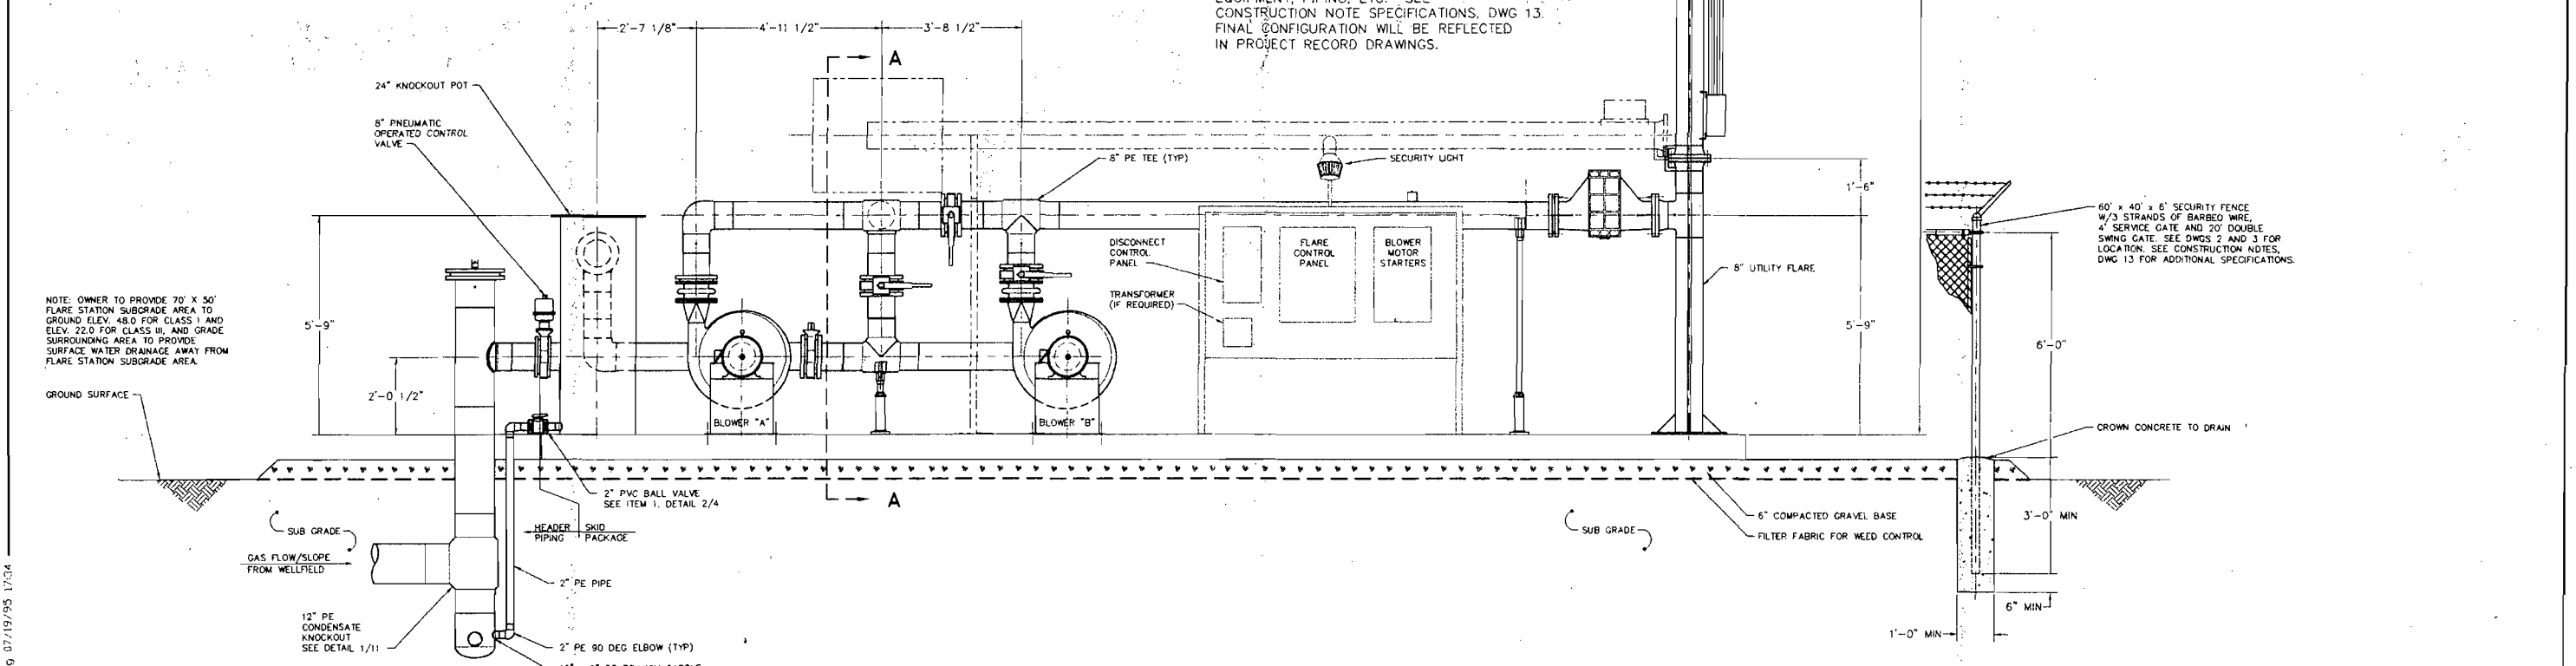 EQUIPMENT, PIPING, ETC. SEE
CONSTRUCTION NOTE SPECIFICATIONS, DWG 13.
FINAL CONFIGURATION WILL BE REFLECTED
IN PROJECT RECORD DRAWINGS.
2'-7 1/8"
4'-11 1/2"
3'-8 1/2"
A
24" KNOCKOUT POT
8" PNEUMATIC
OPERATED CONTROL
VALVE
8" PE TEE (TYP)
SECURITY LIGHT
1'-6"
60' x 40' x 6' SECURITY FENCE
W/3 STRANDS OF BARBED WIRE,
4' SERVICE GATE AND 20' DOUBLE
SWING GATE. SEE DWGS 2 AND 3 FOR
LOCATION. SEE CONSTRUCTION NOTES,
DWG 13 FOR ADDITIONAL SPECIFICATIONS.
DISCONNECT
CONTROL
PANEL
FLARE
CONTROL
PANEL
BLOWER
MOTOR
STARTERS
8" UTILITY FLARE
TRANSFORMER
(IF REQUIRED)
NOTE: OWNER TO PROVIDE 70' X 50'
FLARE STATION SUBGRADE AREA TO
GROUND ELEV. 48.0 FOR CLASS I AND
ELEV. 22.0 FOR CLASS III, AND GRADE
SURROUNDING AREA TO PROVIDE
SURFACE WATER DRAINAGE AWAY FROM
FLARE STATION SUBGRADE AREA.
5'-9"
5'-9"
6'-0"
2'-0 1/2"
GROUND SURFACE
BLOWER "A"
BLOWER "B"
CROWN CONCRETE TO DRAIN
A
2" PVC BALL VALVE
SEE ITEM 1, DETAIL 2/4
HEADER
PIPING
SKID
PACKAGE
SUB GRADE
SUB GRADE
6" COMPACTED GRAVEL BASE
FILTER FABRIC FOR WEED CONTROL
3'-0" MIN
GAS FLOW/SLOPE
FROM WELLFIELD
2" PE PIPE
12" PE
CONDENSATE
KNOCKOUT
SEE DETAIL 1/11
2" PE 90 DEG ELBOW (TYP)
6" MIN
1'-0" MIN
9 07/19/95 17:34